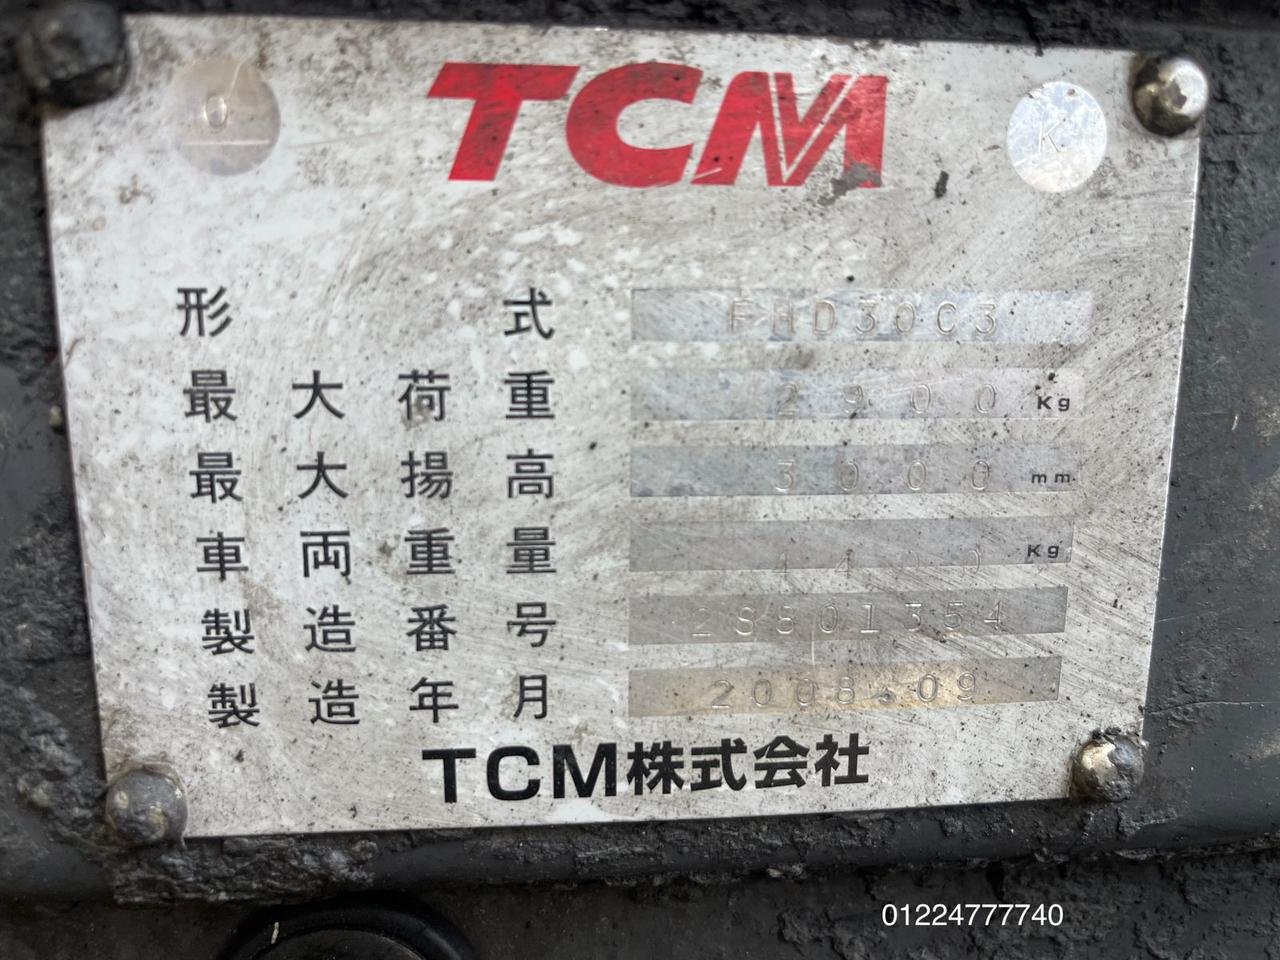 O
TCM
K
形 式 FHD30C3
最 大 荷 重 2900 Kg
最 大 揚 高 3000 mm
車 両 重 量 Kg
製 造 番 号
製 造 年 月 2008.09
TCM株式会社
01224777740